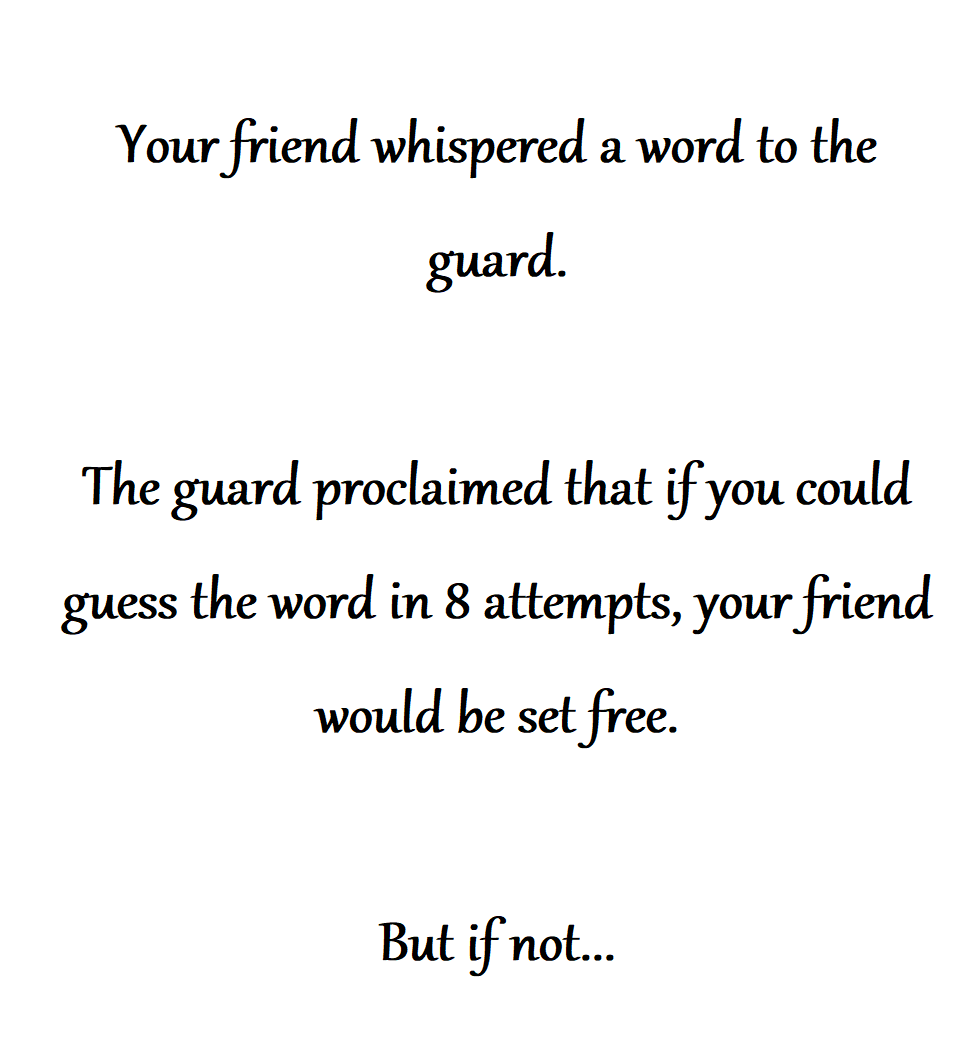 Your friend whispered a word to the
guard.
The guard proclaimed that if you could
guess the word in 8 attempts, your friend
would be set free.
But if not...